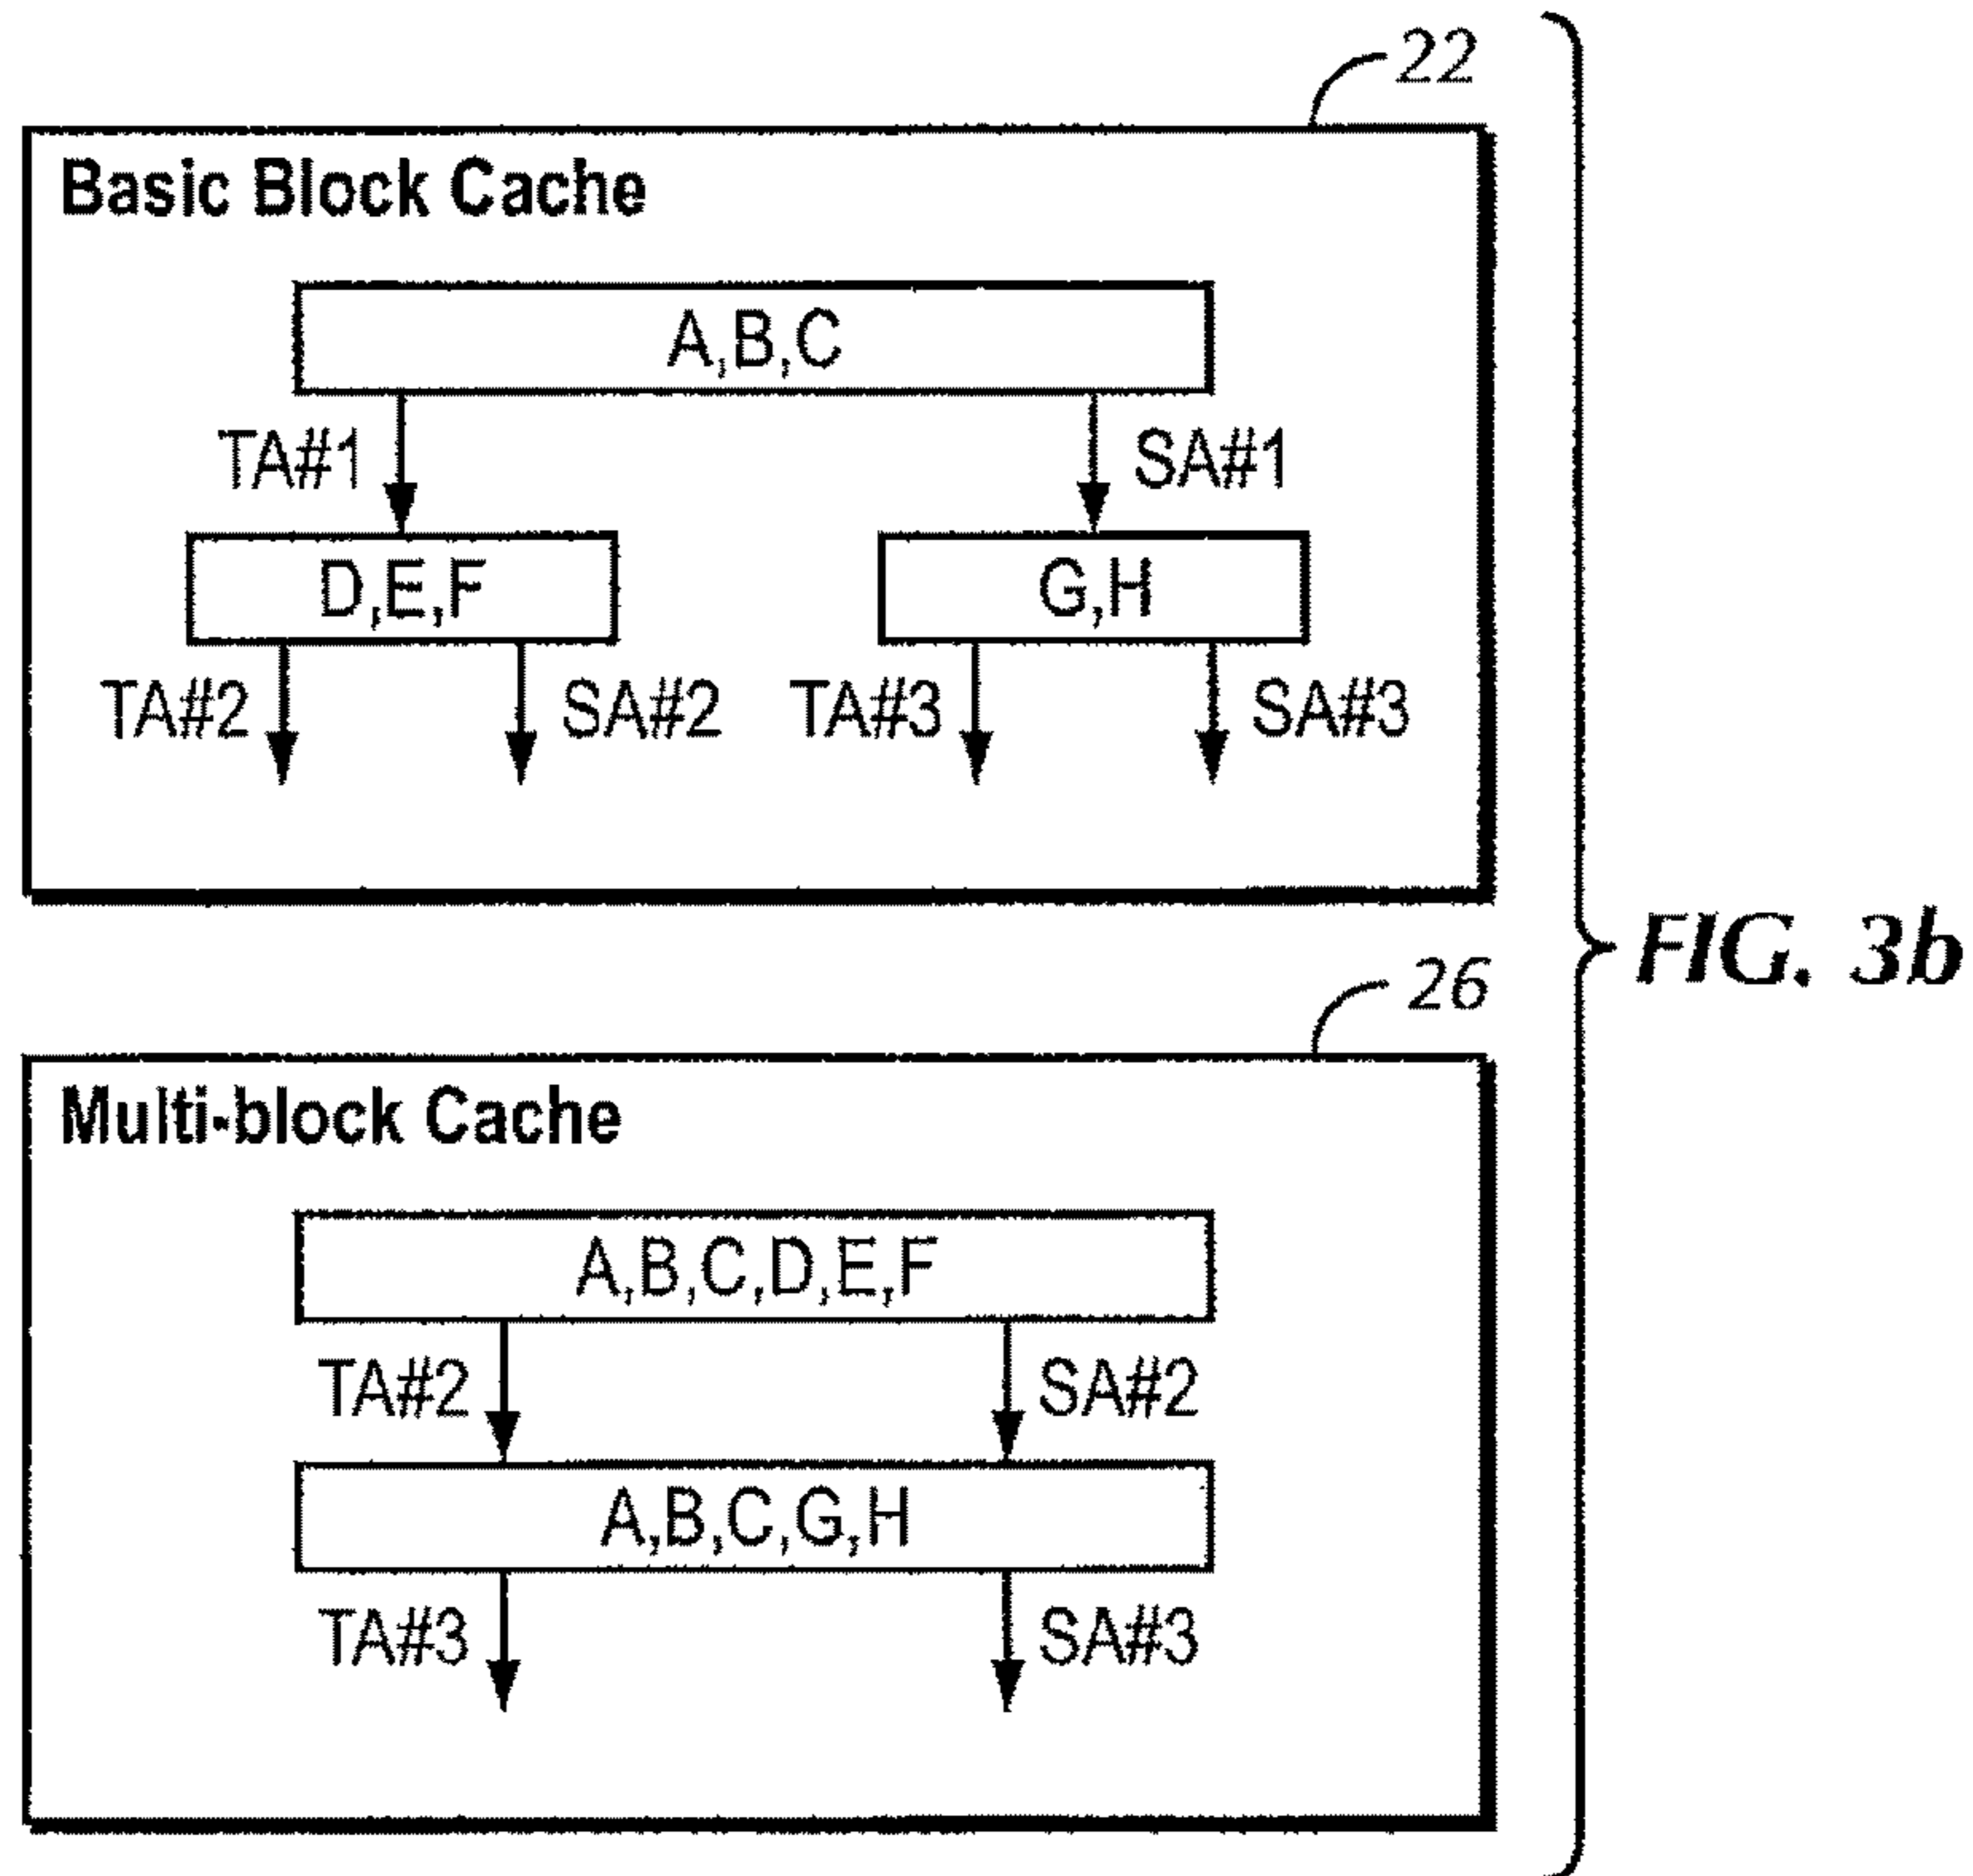 22
Basic Block Cache
A,B,C
TA#1
SA#1
D,E,F
G,H
TA#2
SA#2
TA#3
SA#3
FIG. 3b
26
Multi-block Cache
A,B,C,D,E,F
TA#2
SA#2
A,B,C,G,H
TA#3
SA#3